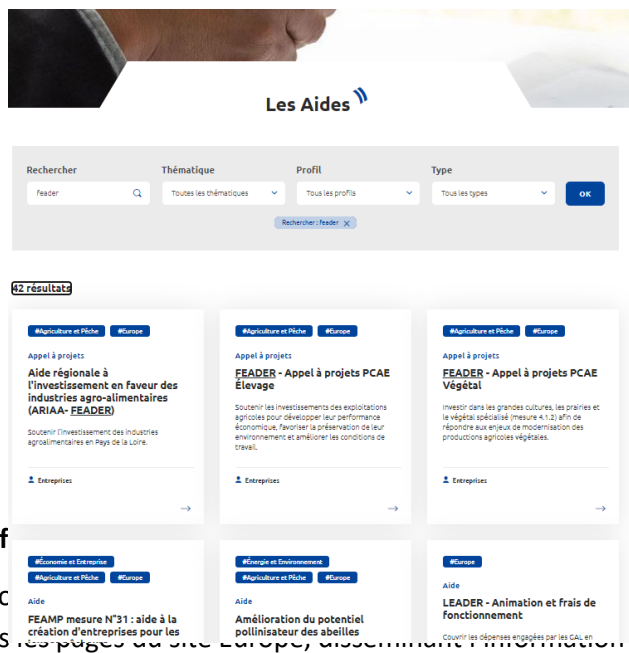 Les Aides
Rechercher Thématique Profil Type
feader Toutes les thématiques Tous les profils Tous les types OK
Rechercher : feader X
42 résultats
#Agriculture et Pêche #Europe
Appel à projets
Aide régionale à
l'investissement en faveur des
industries agro-alimentaires
(ARIAA- FEADER)
Soutenir l'investissement des industries
agroalimentaires en Pays de la Loire.
Entreprises
#Agriculture et Pêche #Europe
Appel à projets
FEADER - Appel à projets PCAE
Élevage
Soutenir les investissements des exploitations
agricoles pour développer leur performance
économique, favoriser la préservation de leur
environnement et améliorer les conditions de
travail.
Entreprises
#Agriculture et Pêche #Europe
Appel à projets
FEADER - Appel à projets PCAE
Végétal
Investir dans les grandes cultures, les prairies et
le végétal spécialisé (mesure 4.1.2) afin de
répondre aux enjeux de modernisation des
productions agricoles végétales.
Entreprises
#Économie et Entreprise
#Agriculture et Pêche #Europe
Aide
FEAMP mesure N°31 : aide à la
création d'entreprises pour les
#Énergie et Environnement
#Agriculture et Pêche #Europe
Aide
Amélioration du potentiel
pollinisateur des abeilles
#Europe
Aide
LEADER - Animation et frais de
fonctionnement
Couvrir les dépenses engagées par les GAL en
s les pages du site Europe, disséminant l'information